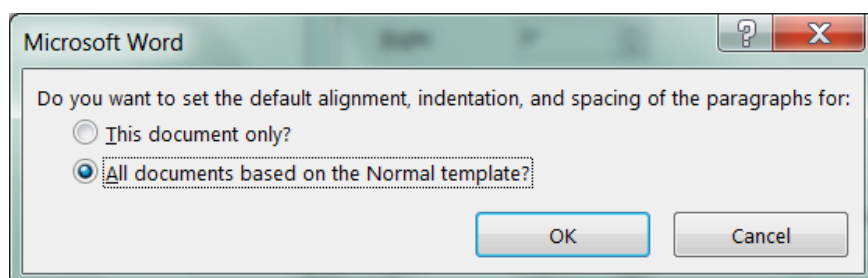 Microsoft Word
Do you want to set the default alignment, indentation, and spacing of the paragraphs for:
This document only?
All documents based on the Normal template?
OK Cancel